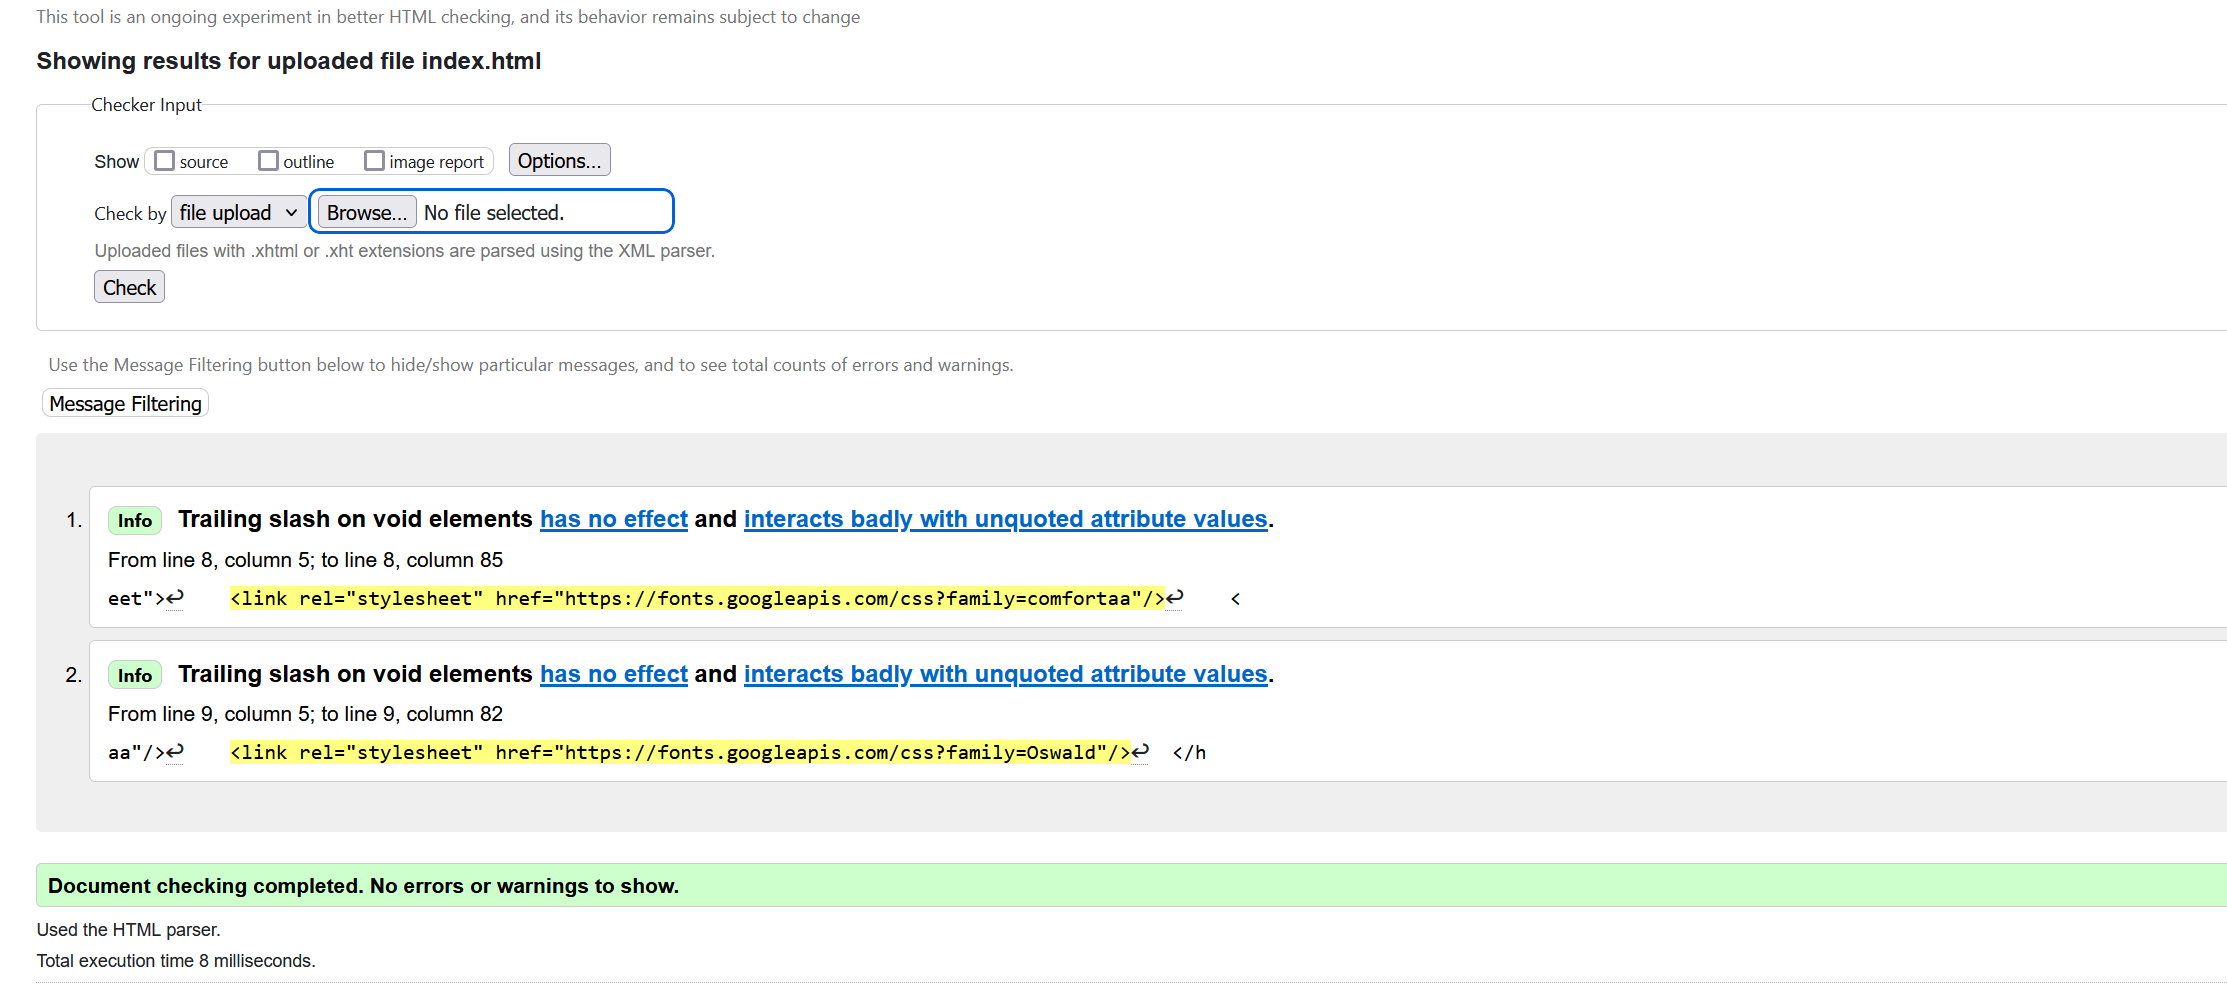 This tool is an ongoing experiment in better HTML checking, and its behavior remains subject to change
Showing results for uploaded file index.html
Checker Input
Show source outline image report Options...
Check by file upload Browse... No file selected.
Uploaded files with .xhtml or .xht extensions are parsed using the XML parser.
Check
Use the Message Filtering button below to hide/show particular messages, and to see total counts of errors and warnings.
Message Filtering
1. Info Trailing slash on void elements has no effect and interacts badly with unquoted attribute values.
From line 8, column 5; to line 8, column 85
eet">↩ <link rel="stylesheet" href="https://fonts.googleapis.com/css?family=comfortaa"/>↩ <
2. Info Trailing slash on void elements has no effect and interacts badly with unquoted attribute values.
From line 9, column 5; to line 9, column 82
aa"/>↩ <link rel="stylesheet" href="https://fonts.googleapis.com/css?family=Oswald"/>↩ </h
Document checking completed. No errors or warnings to show.
Used the HTML parser.
Total execution time 8 milliseconds.